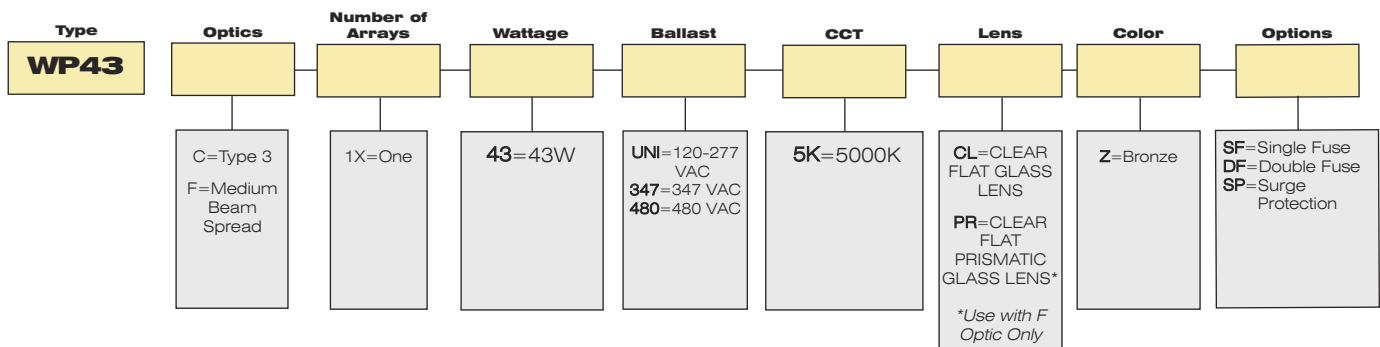 Type
WP43
Optics
C=Type 3
F=Medium
Beam
Spread
Number of
Arrays
1X=One
Wattage
43=43W
Ballast
UNI=120-277
VAC
347=347 VAC
480=480 VAC
CCT
5K=5000K
Lens
CL=CLEAR
FLAT GLASS
LENS
PR=CLEAR
FLAT
PRISMATIC
GLASS LENS*
*Use with F
Optic Only
Color
Z=Bronze
Options
SF=Single Fuse
DF=Double Fuse
SP=Surge
Protection